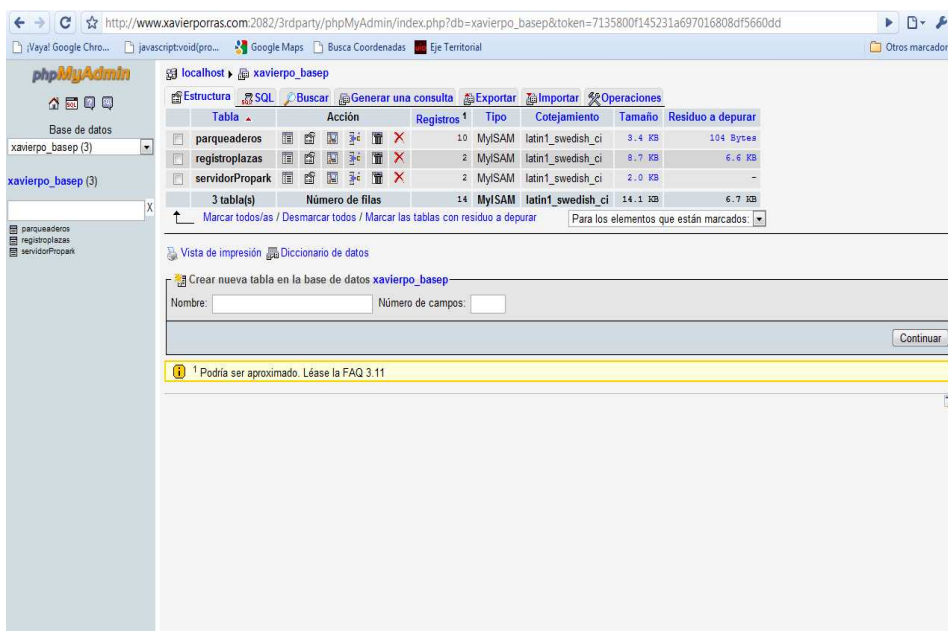 http://www.xavierporras.com:2082/3rdparty/phpMyAdmin/index.php?db=xavierpo_basep&token=7135800f145231a697016808df5660dd
¡Vaya! Google Chro... javascript:void(pro... Google Maps Busca Coordenadas Eje Territorial Otros marcador
phpMyAdmin
Base de datos
xavierpo_basep (3)
xavierpo_basep (3)
X
parqueaderos
registroplazas
servidorPropark
localhost ▸ xavierpo_basep
Estructura SQL Buscar Generar una consulta Exportar Importar Operaciones
Tabla Acción Registros 1 Tipo Cotejamiento Tamaño Residuo a depurar
parqueaderos 10 MyISAM latin1_swedish_ci 3.4 KB 104 Bytes
registroplazas 2 MyISAM latin1_swedish_ci 8.7 KB 6.6 KB
servidorPropark 2 MyISAM latin1_swedish_ci 2.0 KB -
3 tabla(s) Número de filas 14 MyISAM latin1_swedish_ci 14.1 KB 6.7 KB
Marcar todos/as / Desmarcar todos / Marcar las tablas con residuo a depurar Para los elementos que están marcados:
Vista de impresión Diccionario de datos
Crear nueva tabla en la base de datos xavierpo_basep
Nombre: Número de campos:
Continuar
1 Podría ser aproximado. Léase la FAQ 3.11